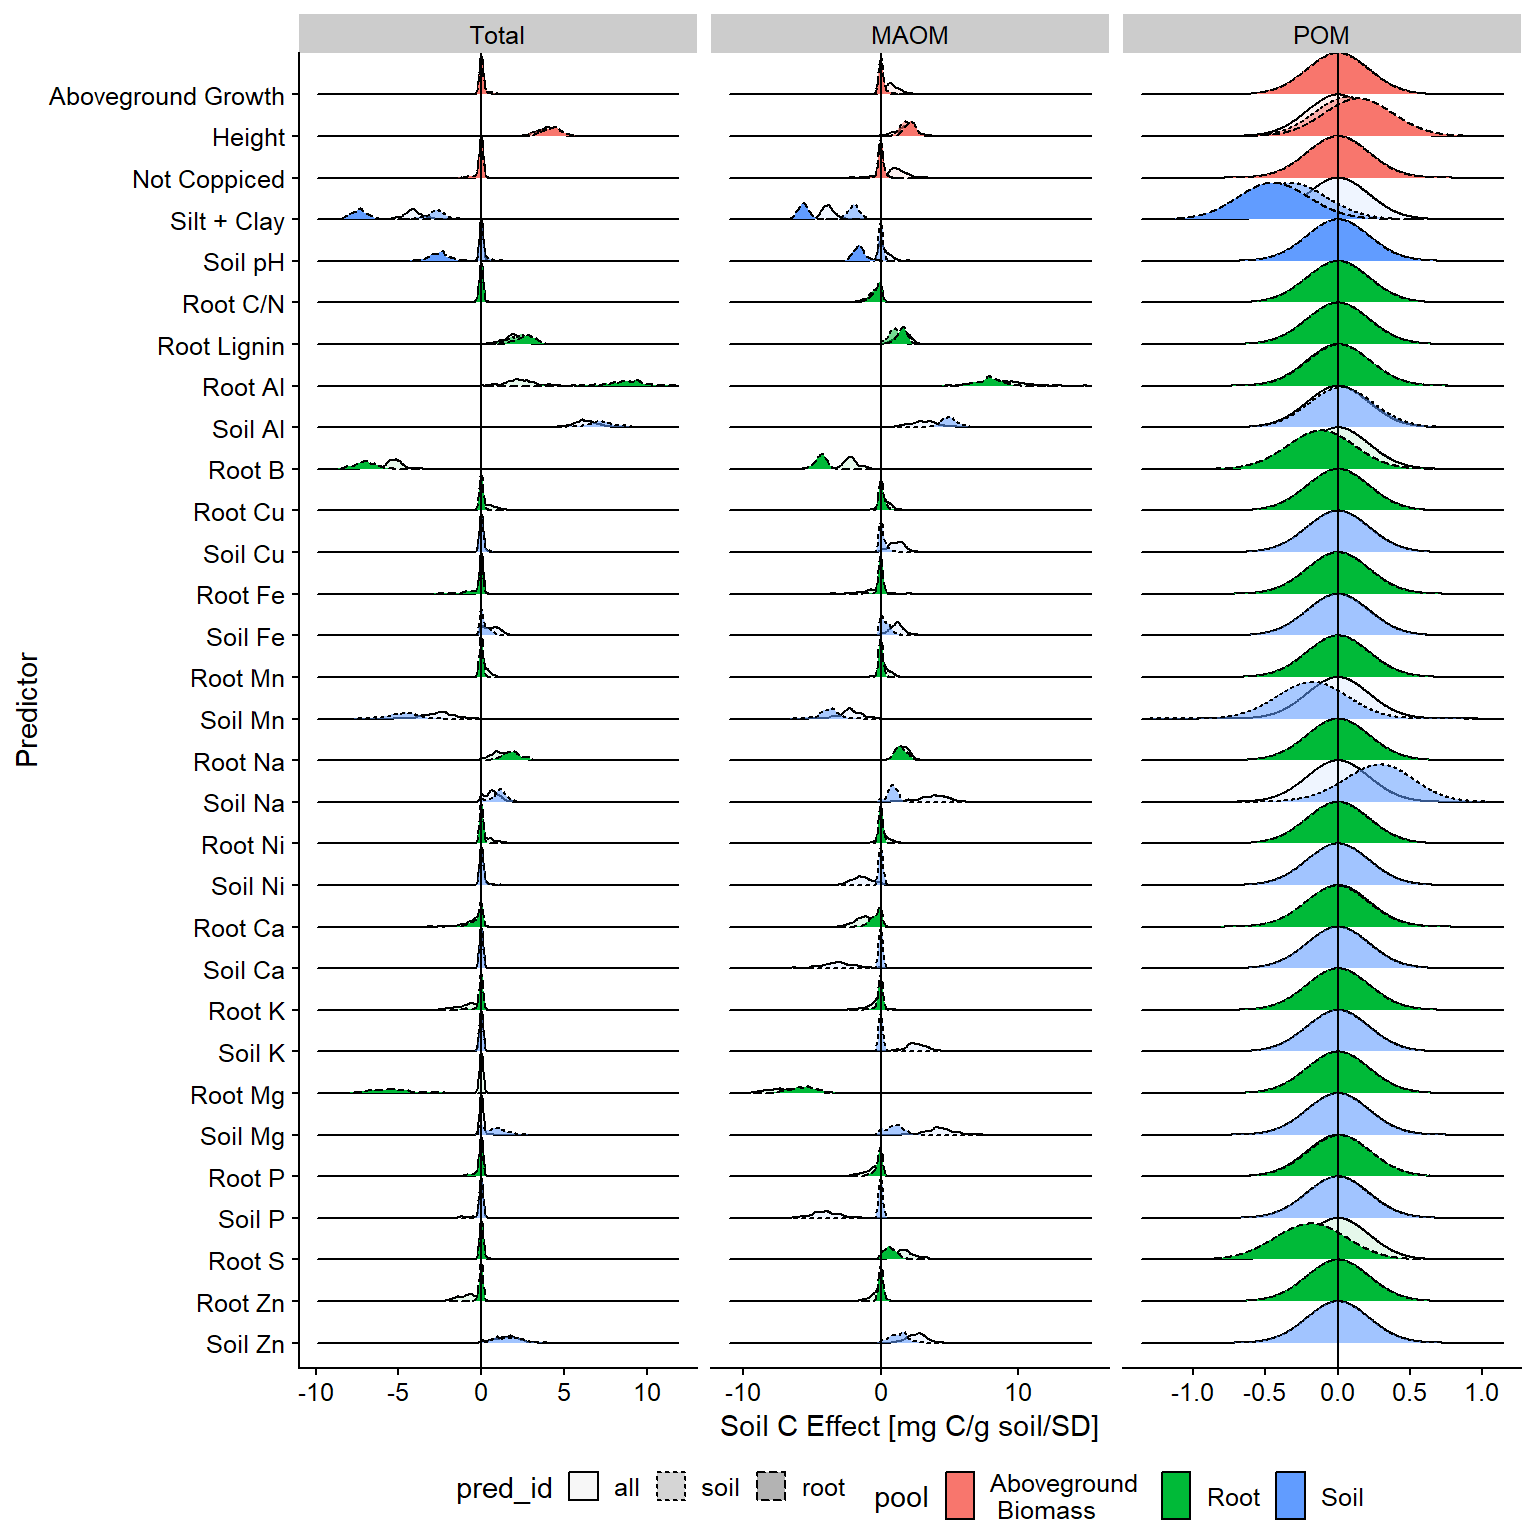 Total MAOM POM
Predictor
Aboveground Growth
Height
Not Coppiced
Silt + Clay
Soil pH
Root C/N
Root Lignin
Root Al
Soil Al
Root B
Root Cu
Soil Cu
Root Fe
Soil Fe
Root Mn
Soil Mn
Root Na
Soil Na
Root Ni
Soil Ni
Root Ca
Soil Ca
Root K
Soil K
Root Mg
Soil Mg
Root P
Soil P
Root S
Root Zn
Soil Zn
-10 -5 0 5 10 -10 0 10 -1.0 -0.5 0.0 0.5 1.0
Soil C Effect [mg C/g soil/SD]
pred_id all soil root pool Aboveground
Biomass Root Soil